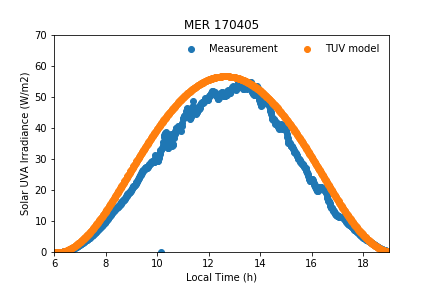 MER 170405
Measurement TUV model
Solar UVA Irradiance (W/m2)
70
60
50
40
30
20
10
0
6 8 10 12 14 16 18
Local Time (h)